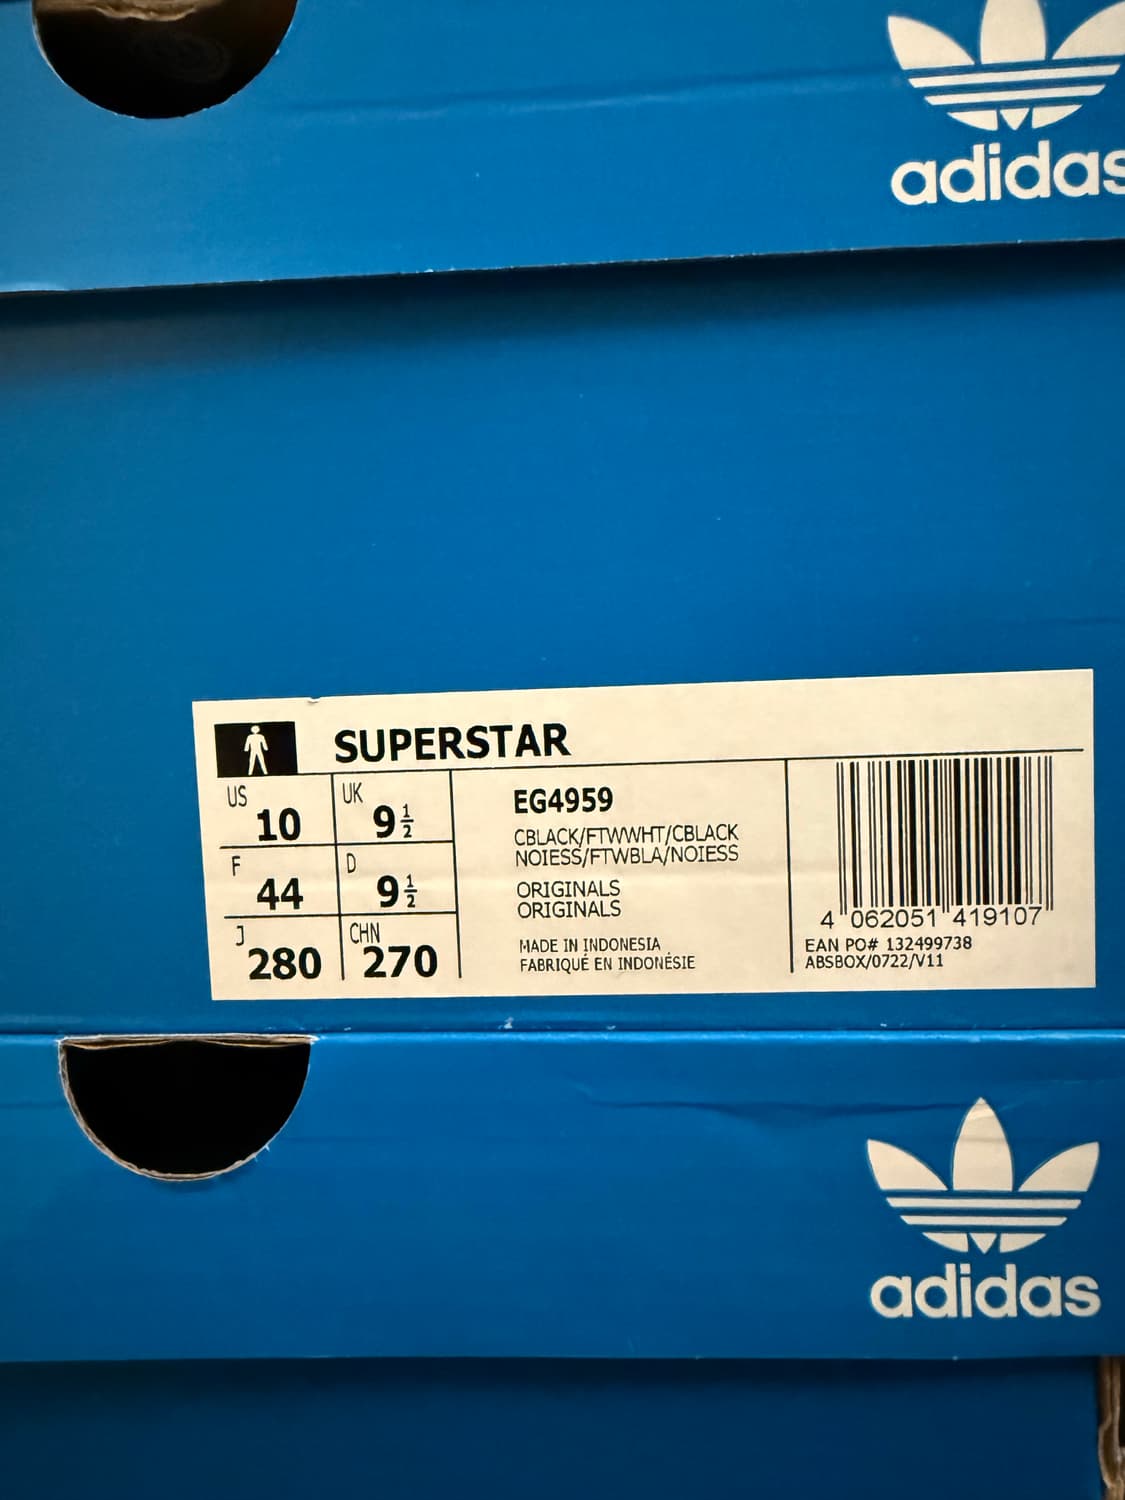 adidas
SUPERSTAR
US 10 UK 9½
F 44 D 9½
J 280 CHN 270
EG4959
CBLACK/FTWWHT/CBLACK
NOIESS/FTWBLA/NOIESS
ORIGINALS
ORIGINALS
MADE IN INDONESIA
FABRIQUÉ EN INDONÉSIE
4 062051 419107
EAN PO# 132499738
ABSBOX/0722/V11
adidas